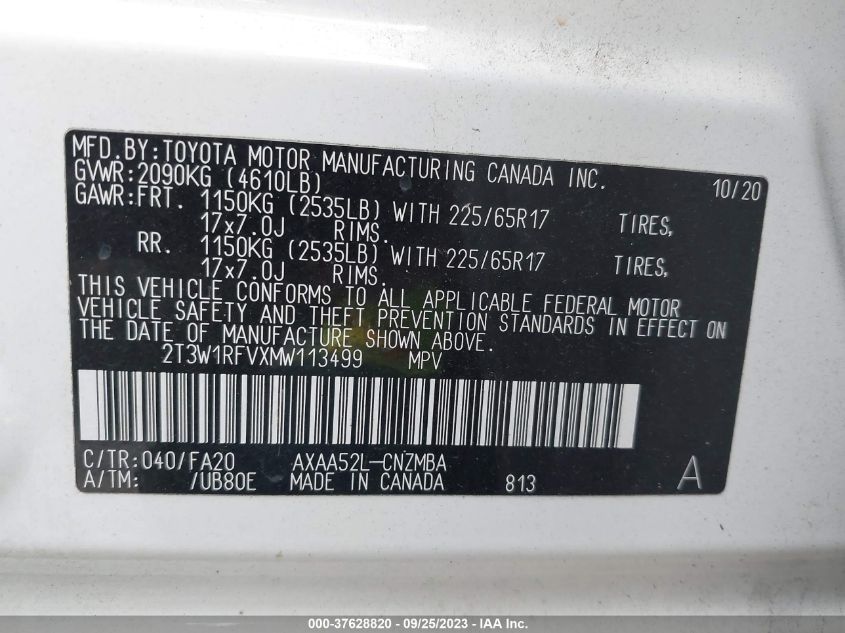 MFD.BY:TOYOTA MOTOR MANUFACTURING CANADA INC. 10/20
GVWR:2090KG (4610LB)
GAWR:FRT. 1150KG (2535LB) WITH 225/65R17 TIRES,
17x7.0J RIMS.
RR. 1150KG (2535LB) WITH 225/65R17 TIRES,
17x7.0J RIMS.
THIS VEHICLE CONFORMS TO ALL APPLICABLE FEDERAL MOTOR
VEHICLE SAFETY AND THEFT PREVENTION STANDARDS IN EFFECT ON
THE DATE OF MANUFACTURE SHOWN ABOVE.
2T3W1RFVXMW113499 MPV
C/TR:040/FA20 AXAA52L-CNZMBA
A/TM: /UB80E MADE IN CANADA 813 A
000-37628820 - 09/25/2023 - IAA Inc.